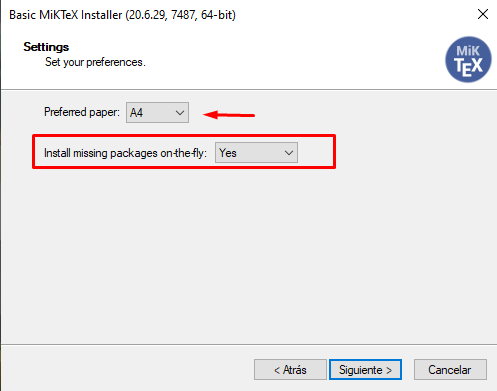 Basic MiKTeX Installer (20.6.29, 7487, 64-bit)
Settings
Set your preferences.
MiK
TEX
Preferred paper: A4
Install missing packages on-the-fly: Yes
< Atrás Siguiente > Cancelar